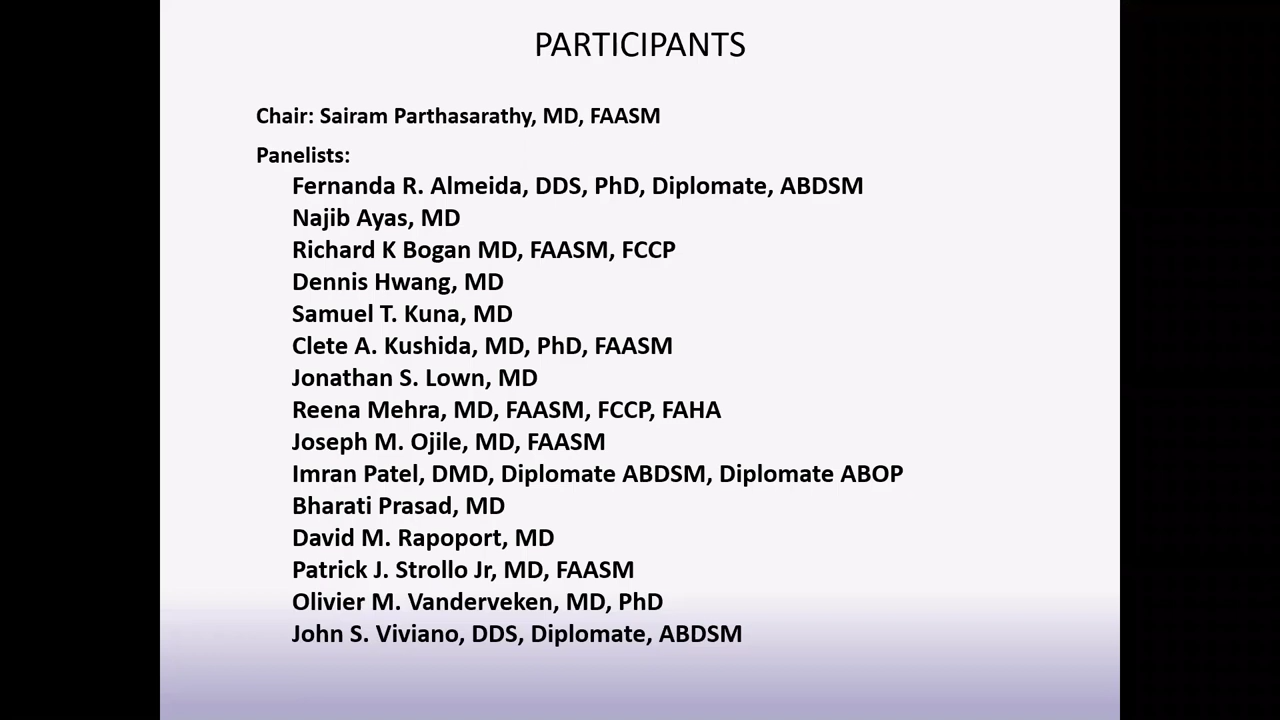 PARTICIPANTS
Chair: Sairam Parthasarathy, MD, FAASM
Panelists:
Fernanda R. Almeida, DDS, PhD, Diplomate, ABDSM
Najib Ayas, MD
Richard K Bogan MD, FAASM, FCCP
Dennis Hwang, MD
Samuel T. Kuna, MD
Clete A. Kushida, MD, PhD, FAASM
Jonathan S. Lown, MD
Reena Mehra, MD, FAASM, FCCP, FAHA
Joseph M. Ojile, MD, FAASM
Imran Patel, DMD, Diplomate ABDSM, Diplomate ABOP
Bharati Prasad, MD
David M. Rapoport, MD
Patrick J. Strollo Jr, MD, FAASM
Olivier M. Vanderveken, MD, PhD
John S. Viviano, DDS, Diplomate, ABDSM